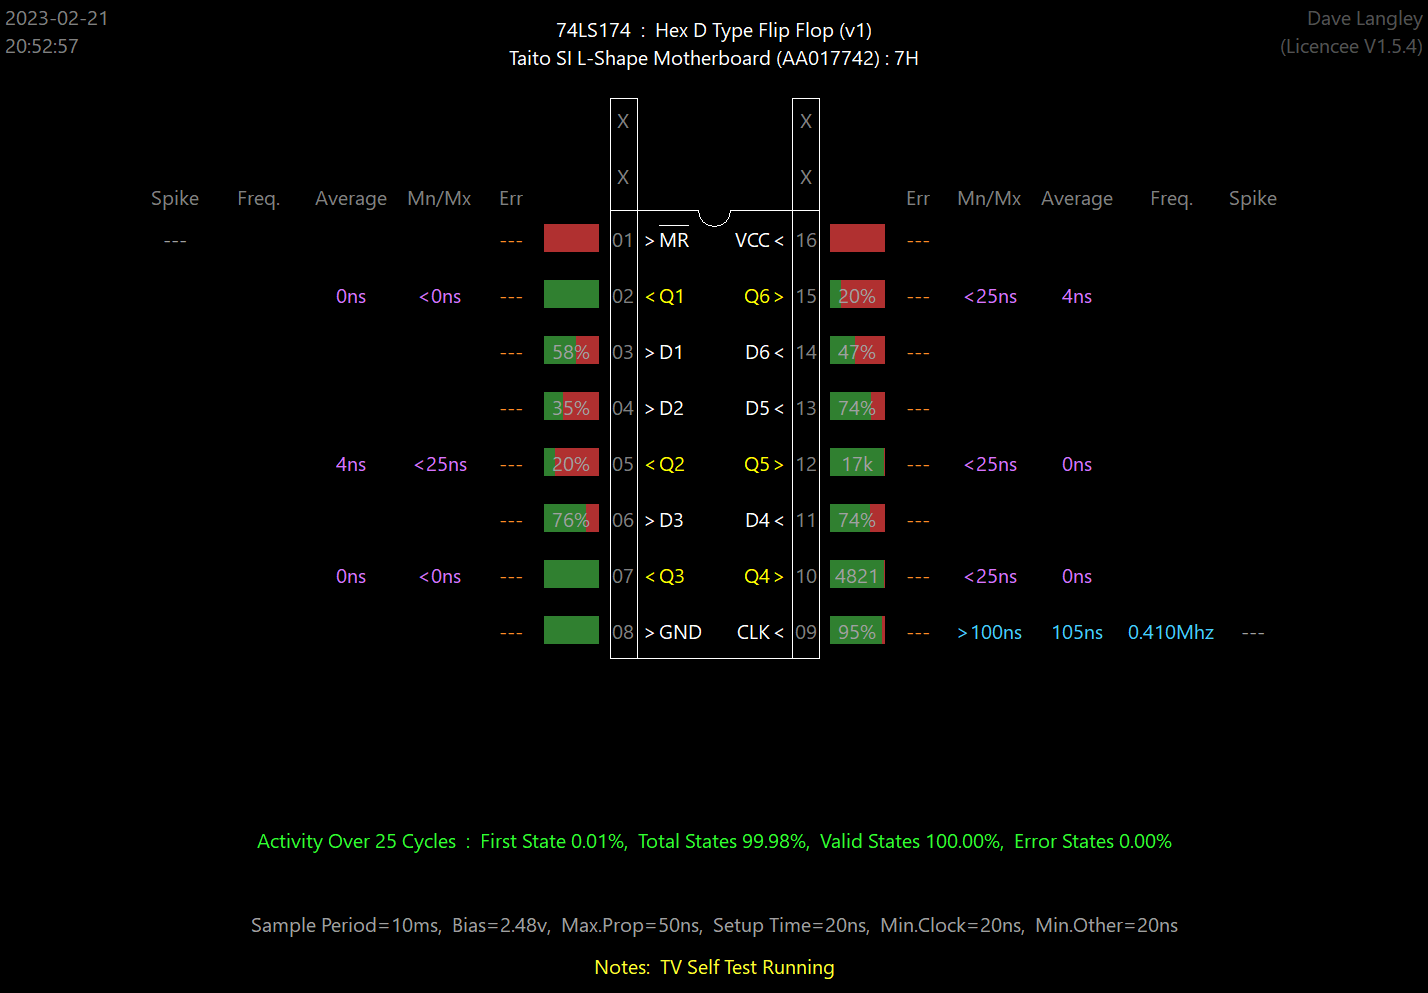 2023-02-21
20:52:57
74LS174 : Hex D Type Flip Flop (v1)
Taito SI L-Shape Motherboard (AA017742) : 7H
Dave Langley
(Licencee V1.5.4)
X X
X X
Spike Freq. Average Mn/Mx Err Err Mn/Mx Average Freq. Spike
--- --- 01 >MR VCC< 16 ---
0ns <0ns --- 02 <Q1 Q6> 15 20% --- <25ns 4ns
--- 58% 03 >D1 D6< 14 47% ---
--- 35% 04 >D2 D5< 13 74% ---
4ns <25ns --- 20% 05 <Q2 Q5> 12 17k --- <25ns 0ns
--- 76% 06 >D3 D4< 11 74% ---
0ns <0ns --- 07 <Q3 Q4> 10 4821 --- <25ns 0ns
--- 08 >GND CLK< 09 95% --- >100ns 105ns 0.410Mhz ---
Activity Over 25 Cycles : First State 0.01%, Total States 99.98%, Valid States 100.00%, Error States 0.00%
Sample Period=10ms, Bias=2.48v, Max.Prop=50ns, Setup Time=20ns, Min.Clock=20ns, Min.Other=20ns
Notes: TV Self Test Running